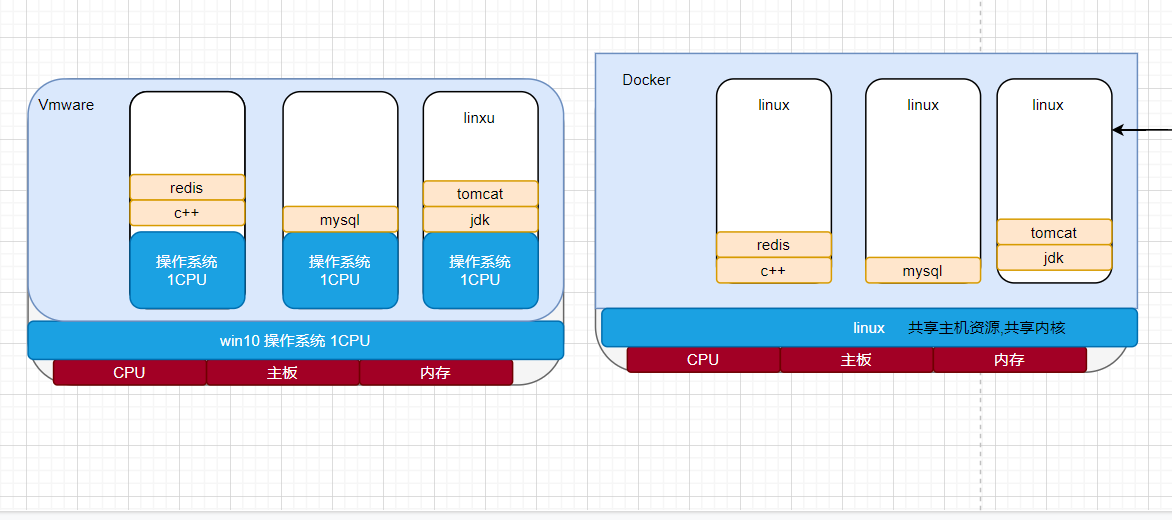 Vmware
redis
c++
操作系统
1CPU
mysql
操作系统
1CPU
linxu
tomcat
jdk
操作系统
1CPU
win10 操作系统 1CPU
CPU
主板
内存
Docker
linux
redis
c++
linux
mysql
linux
tomcat
jdk
linux 共享主机资源,共享内核
CPU
主板
内存